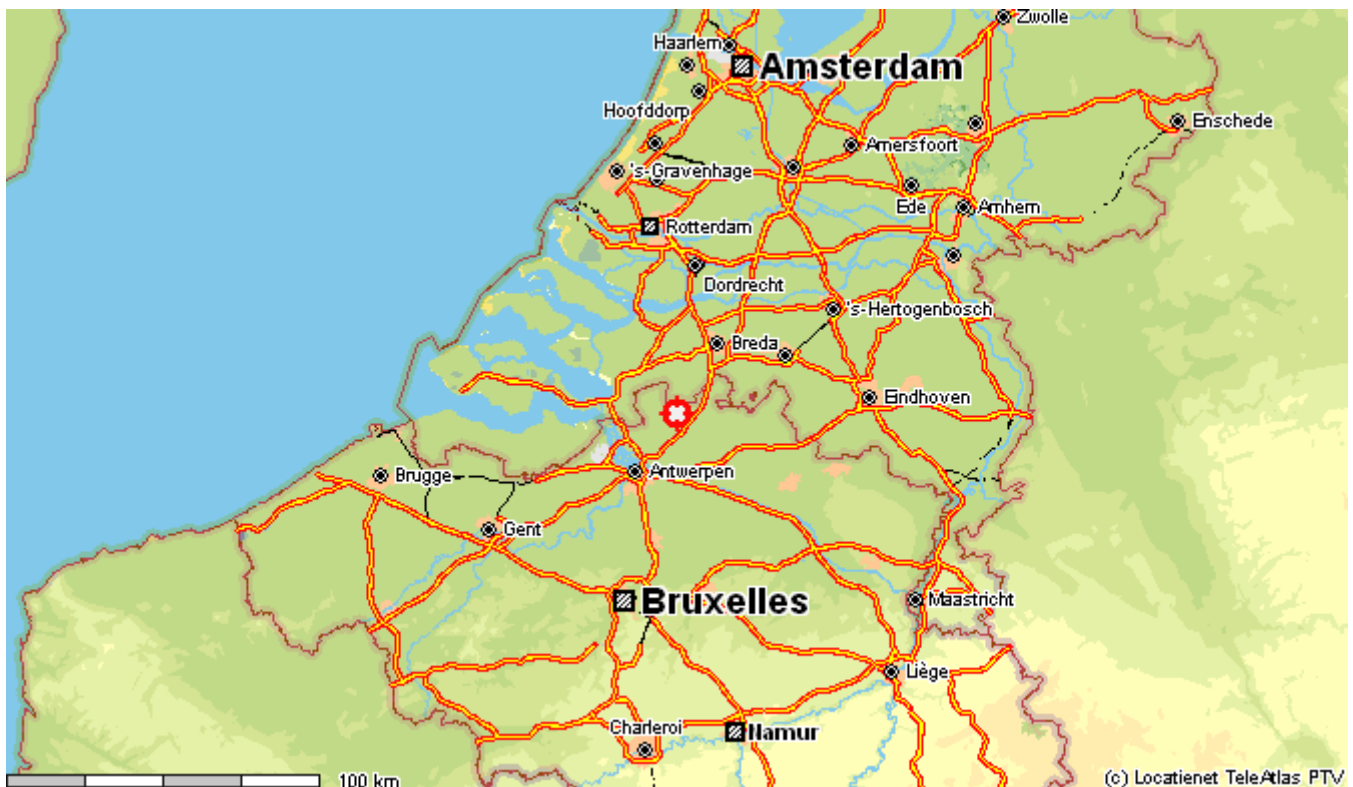 Zwolle
Haarlem
Amsterdam
Hoofddorp
Enschede
Amersfoort
's-Gravenhage
Ede
Arnhem
Rotterdam
Dordrecht
's-Hertogenbosch
Breda
Eindhoven
Antwerpen
Brugge
Gent
Bruxelles
Maastricht
Liège
Charleroi
Namur
100 km
(c) Locatienet TeleAtlas PTV